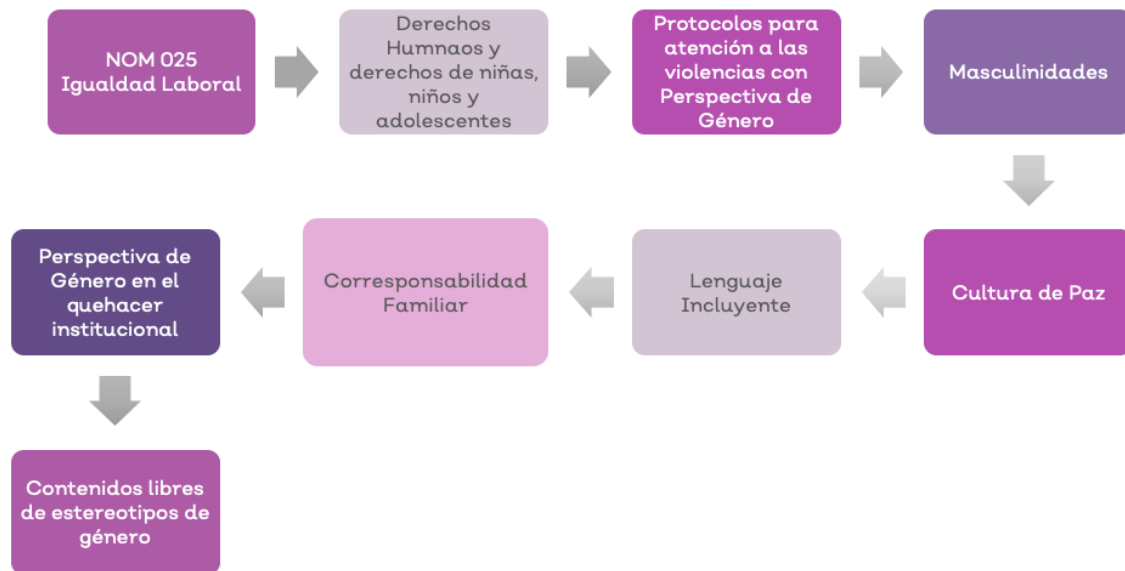 NOM 025
Igualdad Laboral
Derechos
Humnaos y
derechos de niñas,
niños y
adolescentes
Protocolos para
atención a las
violencias con
Perspectiva de
Género
Masculinidades
Cultura de Paz
Lenguaje
Incluyente
Corresponsabilidad
Familiar
Perspectiva de
Género en el
quehacer
institucional
Contenidos libres
de estereotipos de
género